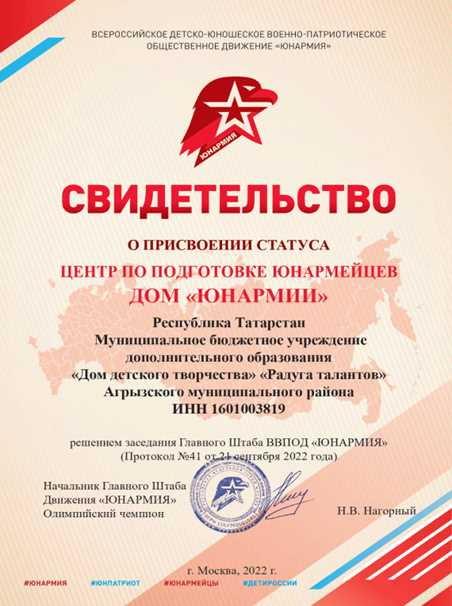 ВСЕРОССИЙСКОЕ ДЕТСКО-ЮНОШЕСКОЕ ВОЕННО-ПАТРИОТИЧЕСКОЕ
ОБЩЕСТВЕННОЕ ДВИЖЕНИЕ «ЮНАРМИЯ»
ЮНАРМИЯ
СВИДЕТЕЛЬСТВО
О ПРИСВОЕНИИ СТАТУСА
ЦЕНТР ПО ПОДГОТОВКЕ ЮНАРМЕЙЦЕВ
ДОМ «ЮНАРМИИ»
Республика Татарстан
Муниципальное бюджетное учреждение
дополнительного образования
«Дом детского творчества» «Радуга талантов»
Агрызского муниципального района
ИНН 1601003819
решением заседания Главного Штаба ВВПОД «ЮНАРМИЯ»
(Протокол №41 от 21 сентября 2022 года)
Начальник Главного Штаба
Движения «ЮНАРМИЯ»
Олимпийский чемпион
Н.В. Нагорный
г. Москва, 2022 г.
#ЮНАРМИЯ #ЮНПАТРИОТ #ЮНАРМЕЙЦЫ #ДЕТИРОССИИ